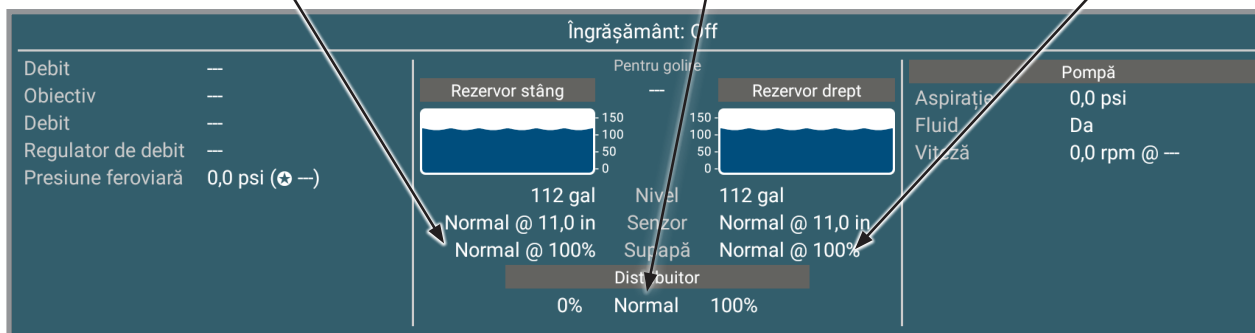 Îngrășământ: Off
Debit ---
Obiectiv ---
Debit ---
Regulator de debit ---
Presiune feroviară 0,0 psi (✪ ---)
Pentru golire
Rezervor stâng --- Rezervor drept
150 150
100 100
50 50
0 0
112 gal Nivel 112 gal
Normal @ 11,0 in Senzor Normal @ 11,0 in
Normal @ 100% Supapă Normal @ 100%
Distribuitor
0% Normal 100%
Pompă
Aspirație 0,0 psi
Fluid Da
Viteză 0,0 rpm @ ---